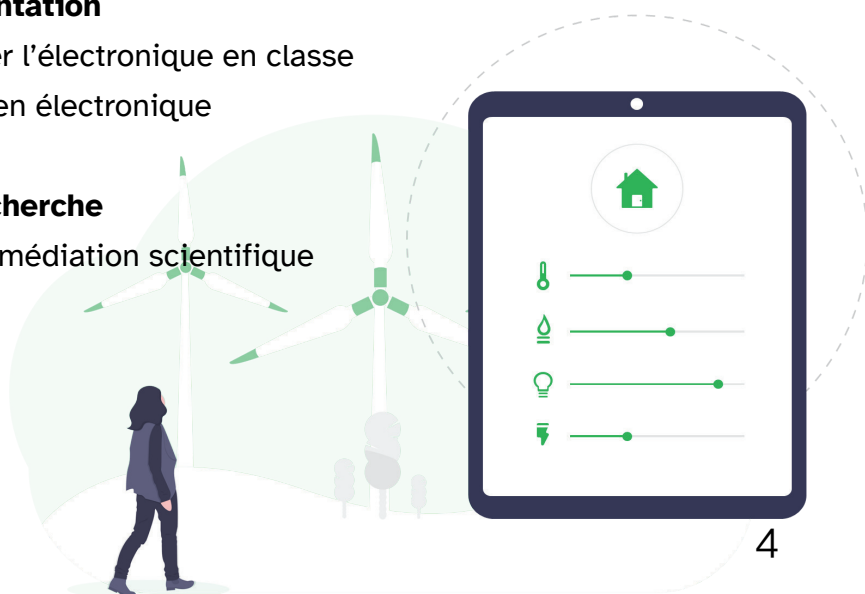 ntation
er l’électronique en classe
en électronique
cherche
médiation scientifique
4